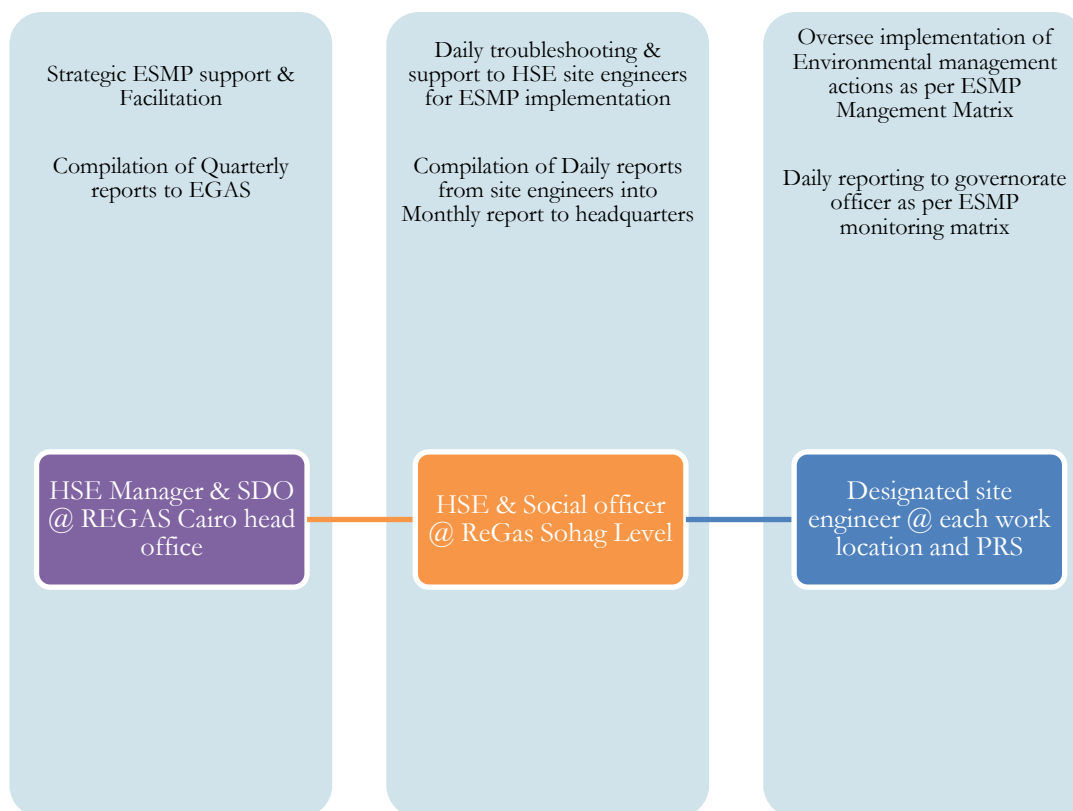 Strategic ESMP support &
Facilitation
Compilation of Quarterly
reports to EGAS
HSE Manager & SDO
@ REGAS Cairo head
office
Daily troubleshooting &
support to HSE site engineers
for ESMP implementation
Compilation of Daily reports
from site engineers into
Monthly report to headquarters
HSE & Social officer
@ ReGas Sohag Level
Oversee implementation of
Environmental management
actions as per ESMP
Mangement Matrix
Daily reporting to governorate
officer as per ESMP
monitoring matrix
Designated site
engineer @ each work
location and PRS